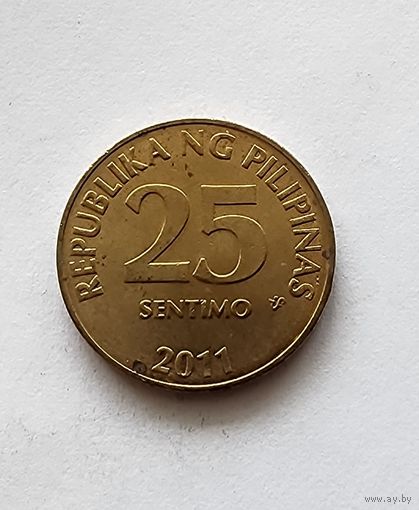 REPUBLIKA NG PILIPINAS
25
SENTIMO
2011
www.ay.by